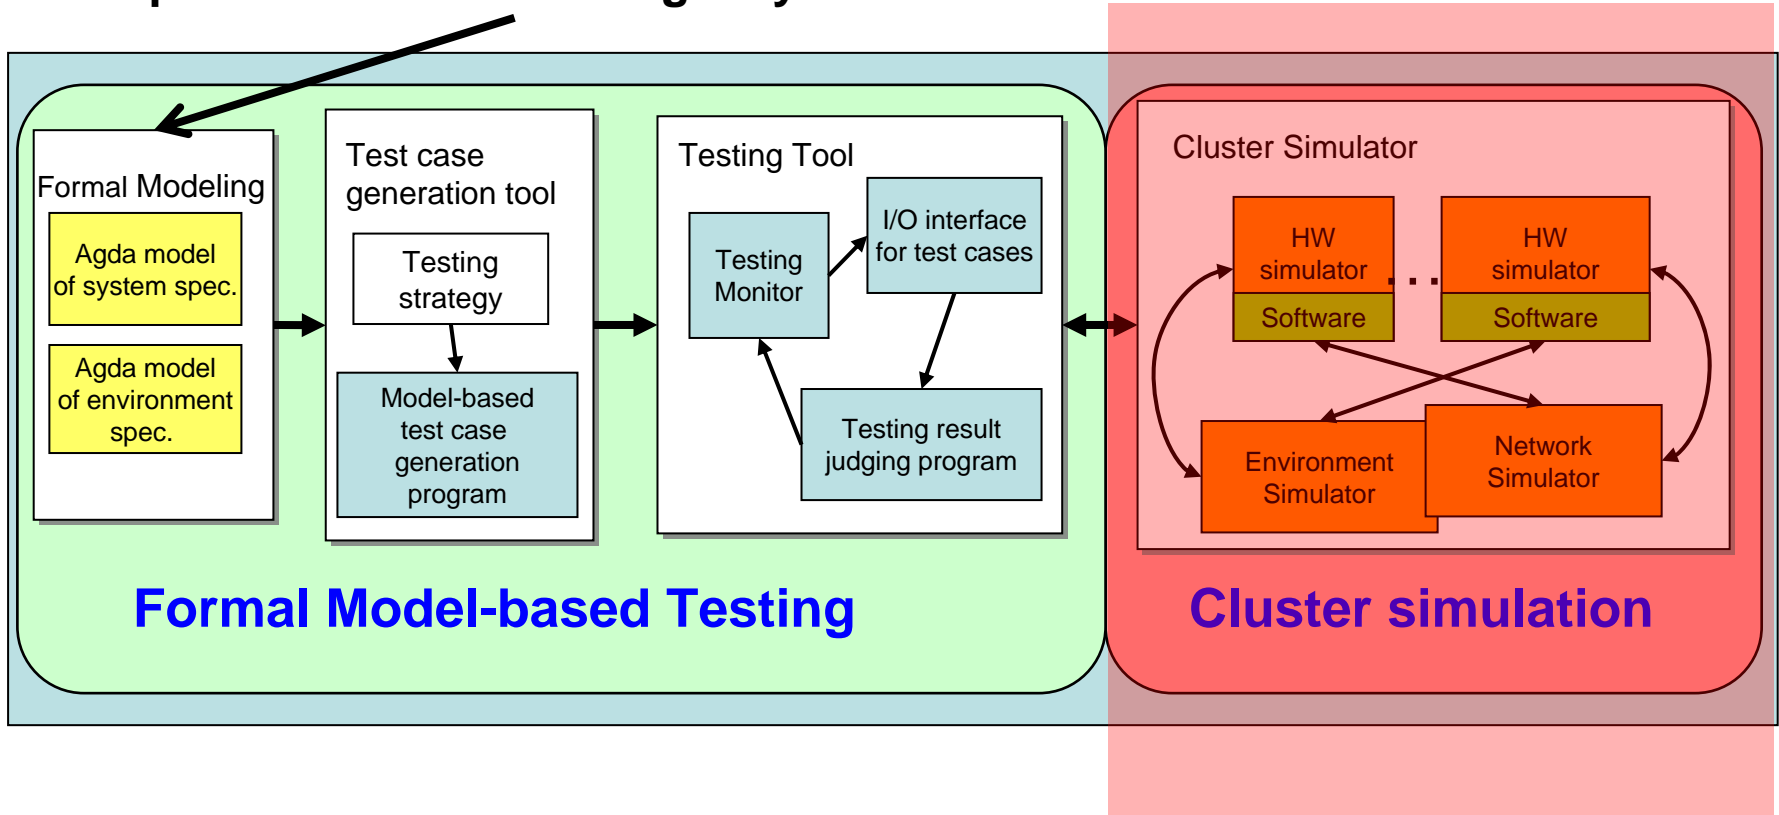 Formal Modeling
Agda model
of system spec.
Agda model
of environment
spec.
Test case
generation tool
Testing
strategy
Model-based
test case
generation
program
Testing Tool
Testing
Monitor
I/O interface
for test cases
Testing result
judging program
Cluster Simulator
HW
simulator
Software
...
HW
simulator
Software
Environment
Simulator
Network
Simulator
Formal Model-based Testing
Cluster simulation